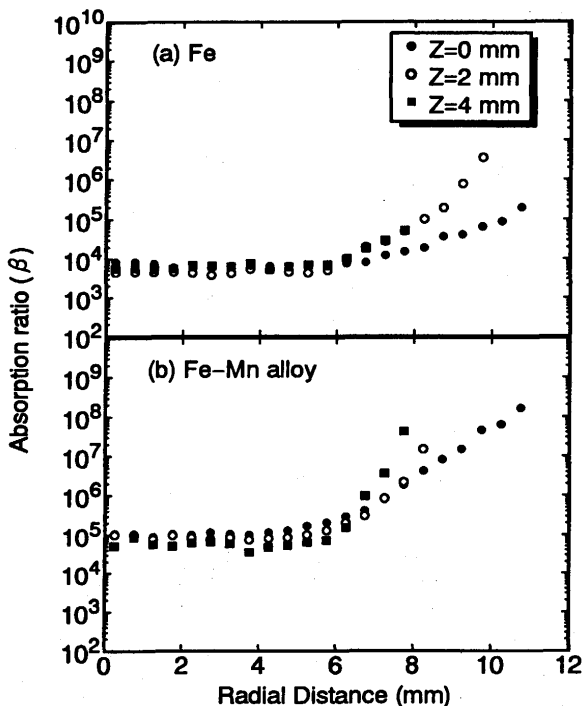 Absorption ratio (β)
10^10
10^9
10^8
10^7
10^6
10^5
10^4
10^3
10^2
(a) Fe
Z=0 mm
Z=2 mm
Z=4 mm
10^9
10^8
10^7
10^6
10^5
10^4
10^3
10^2
(b) Fe-Mn alloy
0 2 4 6 8 10 12
Radial Distance (mm)